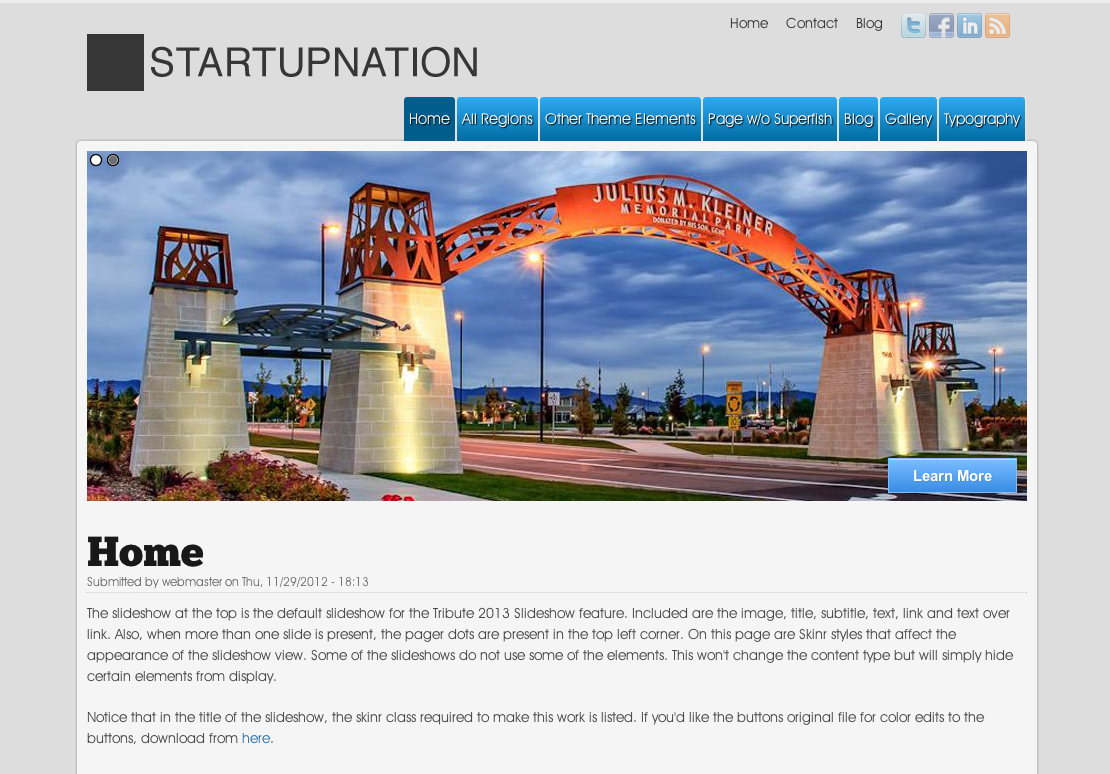 Home Contact Blog
STARTUPNATION
Home All Regions Other Theme Elements Page w/o Superfish Blog Gallery Typography
JULIUS M. KLEINER
MEMORIAL PARK
DONATED BY HIS SON, GENE
Learn More
Home
Submitted by webmaster on Thu, 11/29/2012 - 18:13
The slideshow at the top is the default slideshow for the Tribute 2013 Slideshow feature. Included are the image, title, subtitle, text, link and text over
link. Also, when more than one slide is present, the pager dots are present in the top left corner. On this page are Skinr styles that affect the
appearance of the slideshow view. Some of the slideshows do not use some of the elements. This won't change the content type but will simply hide
certain elements from display.
Notice that in the title of the slideshow, the skinr class required to make this work is listed. If you'd like the buttons original file for color edits to the
buttons, download from here.